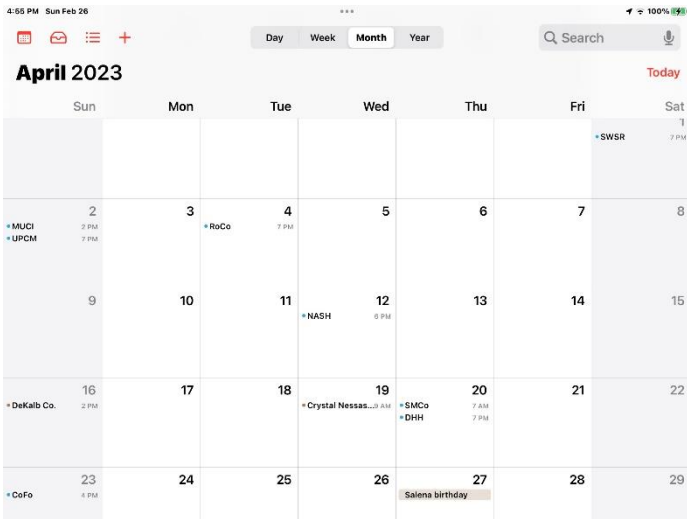 4:55 PM Sun Feb 26 100%
Day Week Month Year Search
April 2023 Today
Sun Mon Tue Wed Thu Fri Sat
1
SWSR 7 PM
2 3 4 5 6 7 8
MUCI 2 PM RoCo 7 PM
UPCM 7 PM
9 10 11 12 13 14 15
NASH 6 PM
16 17 18 19 20 21 22
DeKalb Co. 2 PM Crystal Nessas...9 AM SMCo 7 AM
DHH 7 PM
23 24 25 26 27 28 29
CoFo 4 PM Salena birthday